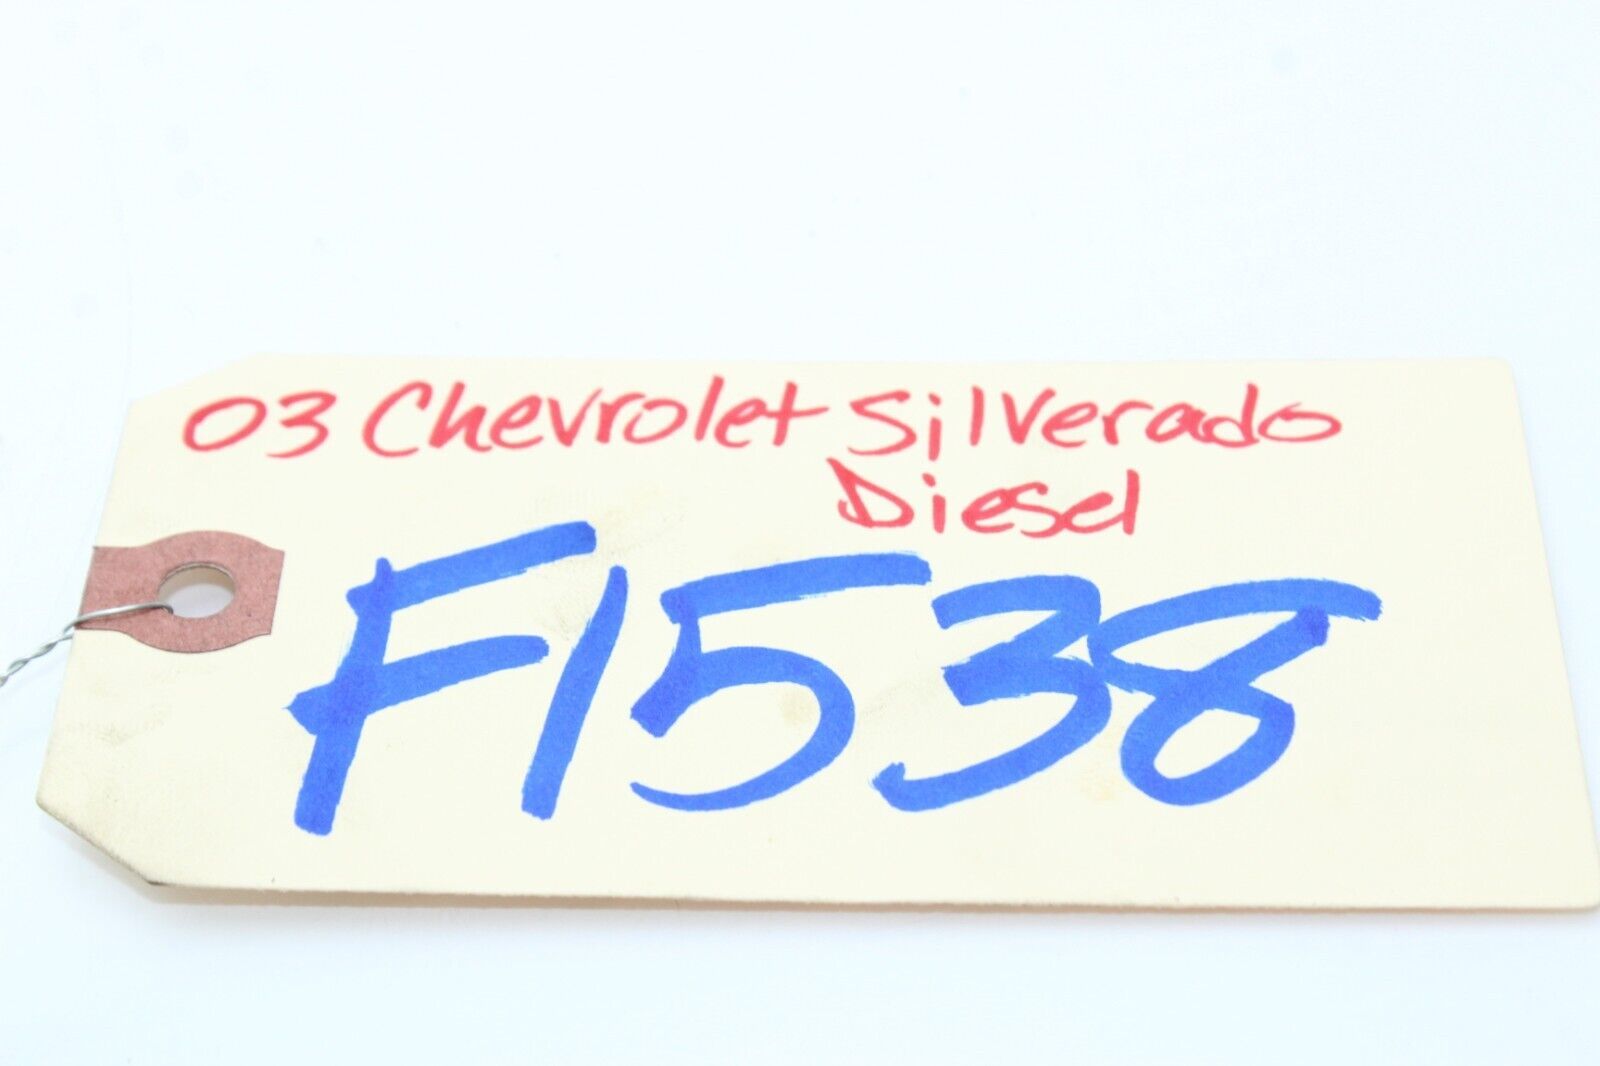 03 Chevrolet Silverado
Diesel
F1538